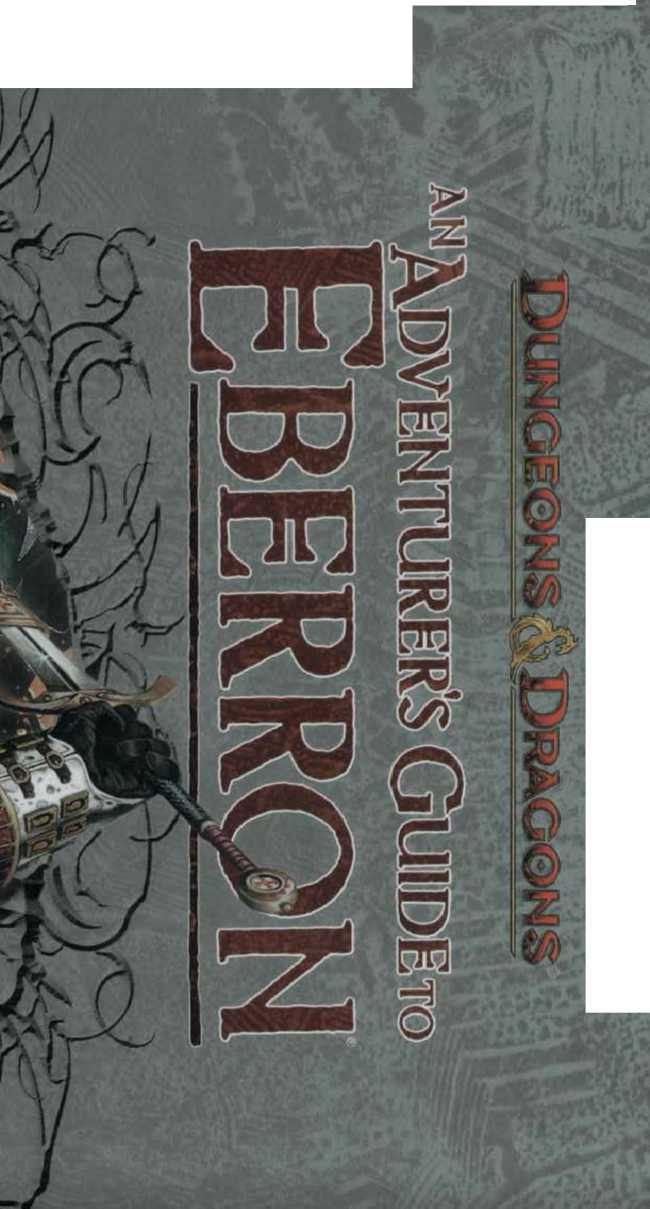 DUNGEONS & DRAGONS
AN ADVENTURER'S GUIDE TO
EBERRON®